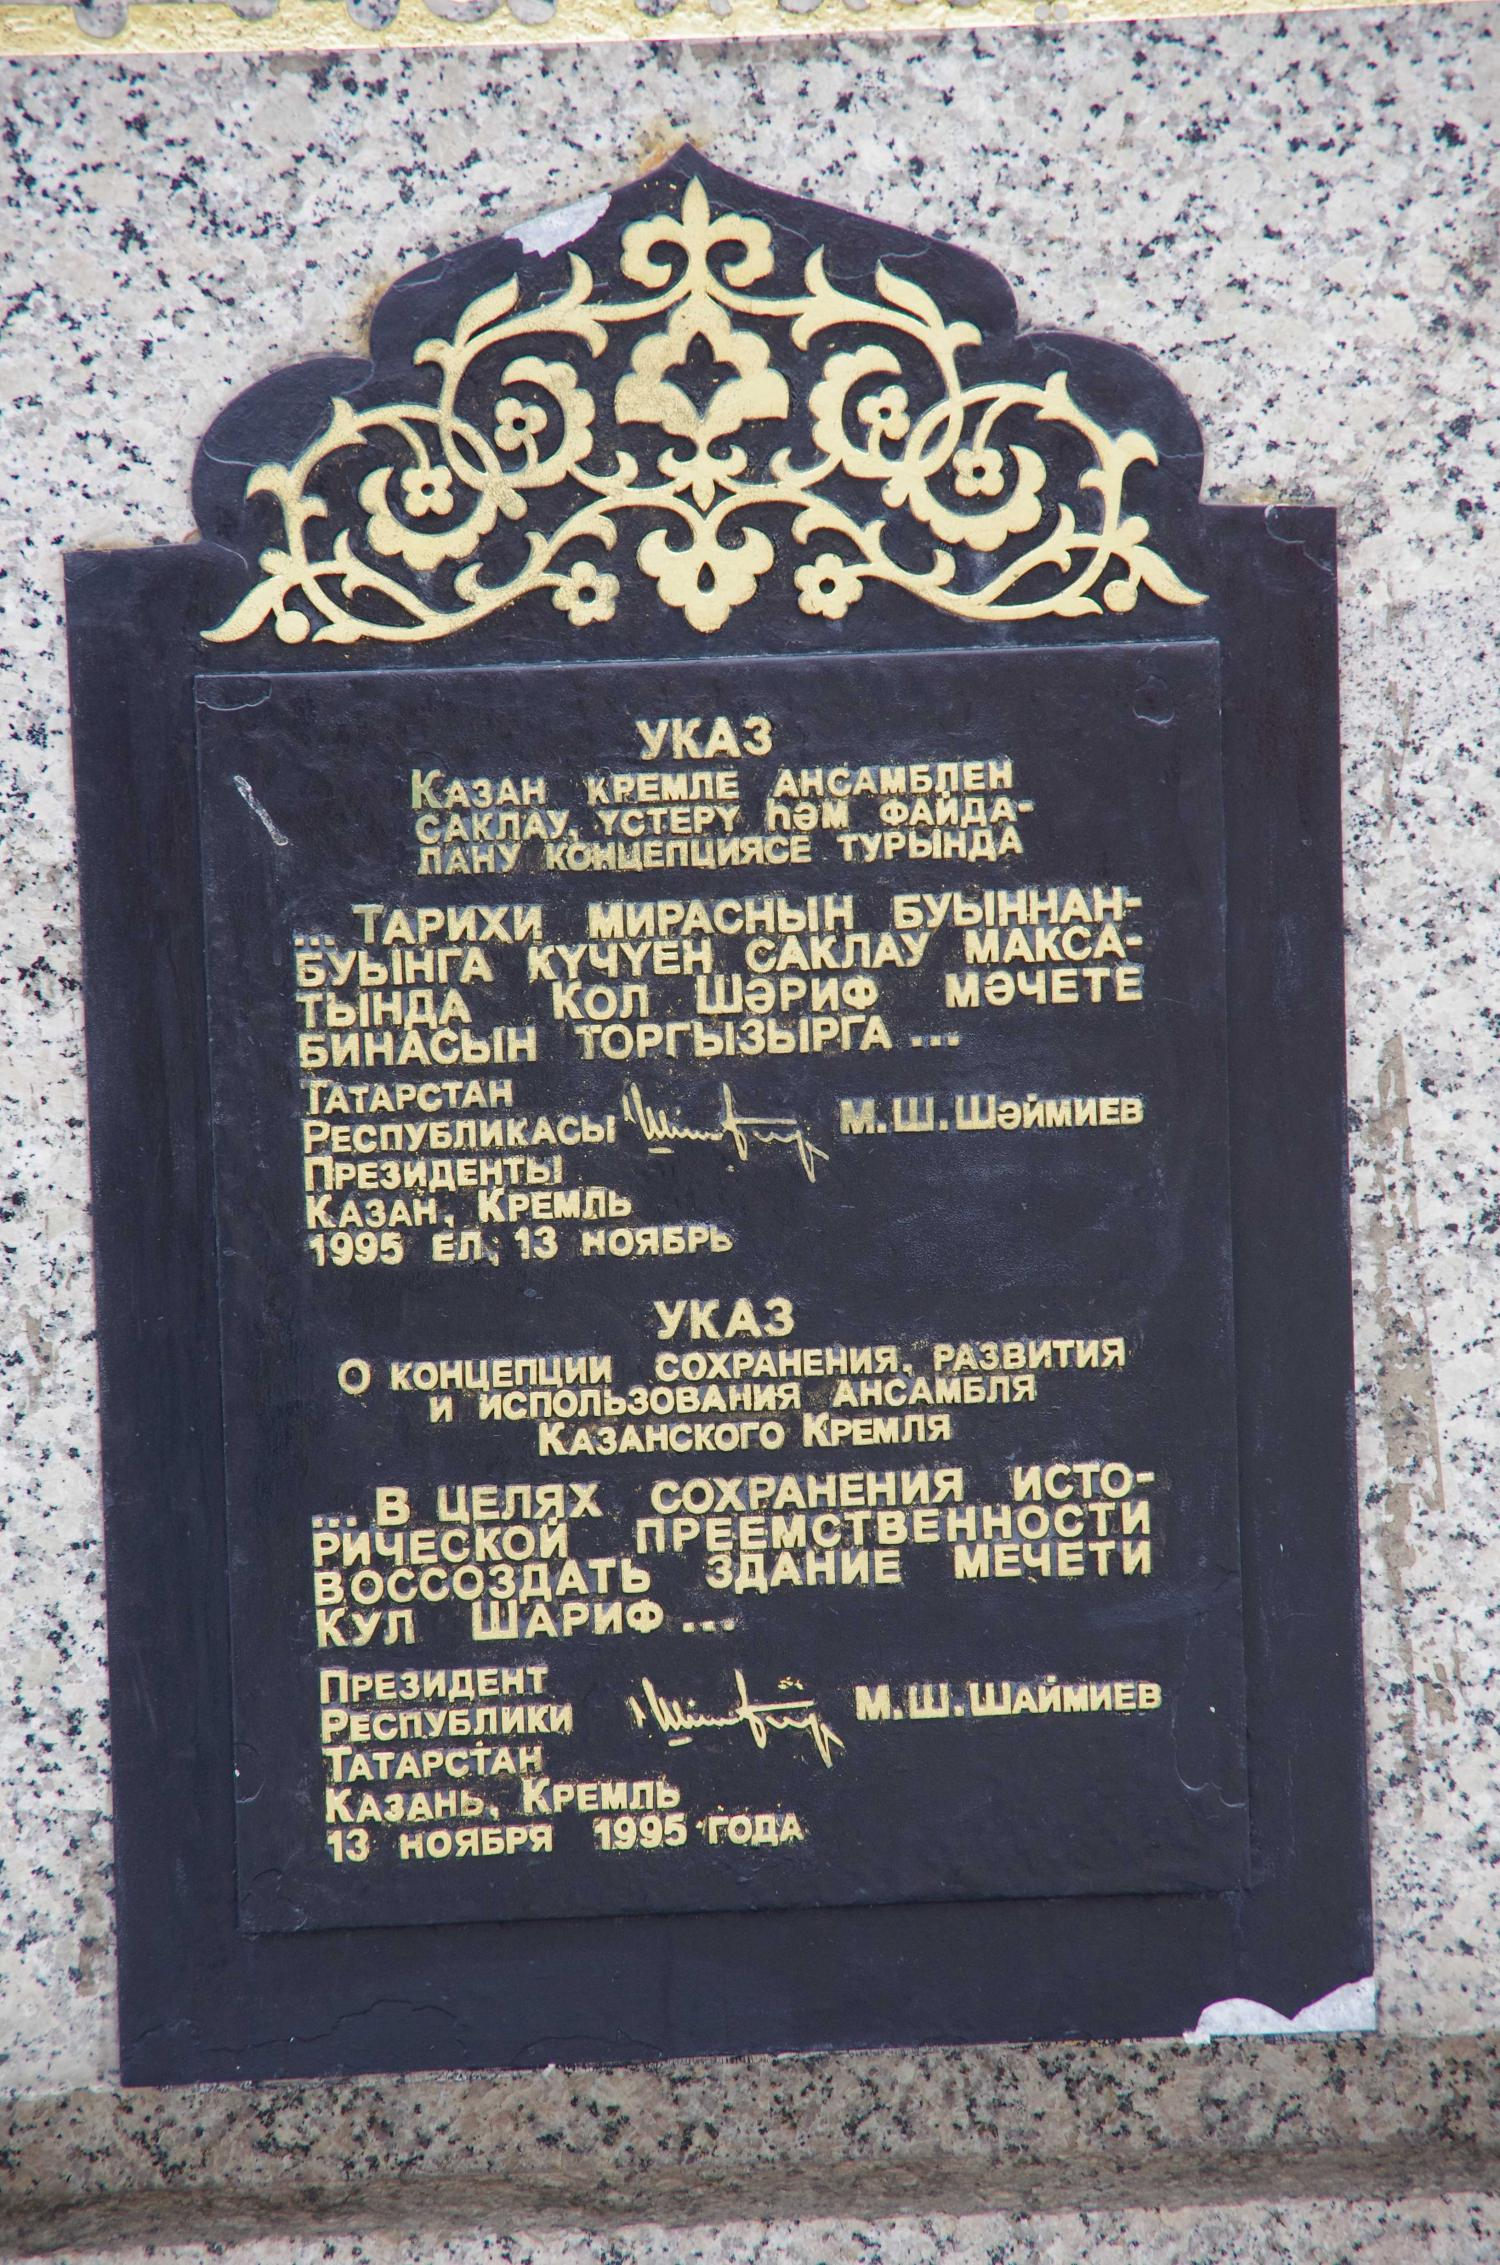 УКАЗ
Казан кремле ансамблен
саклау, үстерү һәм файда-
лану концепциясе турында
... Тарихи мирасның буыннан-
буынга күчүен саклау макса-
тында Кол Шәриф мәчете
бинасын торгызырга ...
Татарстан
Республикасы М.Ш.Шәймиев
Президенты
Казан, Кремль
1995 ел, 13 ноябрь
УКАЗ
О концепции сохранения, развития
и использования ансамбля
Казанского Кремля
... В целях сохранения исто-
рической преемственности
воссоздать здание мечети
Кул Шариф ...
Президент
Республики М.Ш.Шаймиев
Татарстан
Казань, Кремль
13 ноября 1995 года